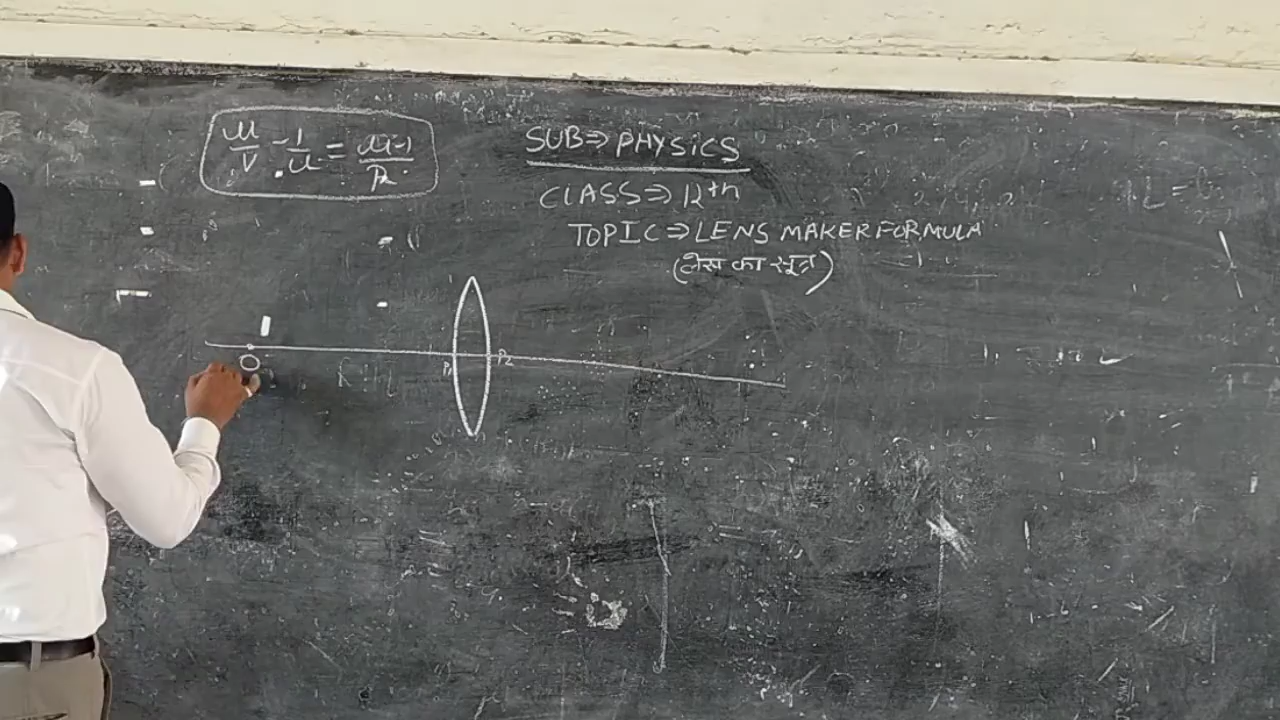 μ/V - 1/u = μ-1/R
SUB⇒PHYSICS
CLASS⇒12th
TOPIC⇒LENS MAKER FORMULA
(लेंस का सूत्र)
O
P1
P2